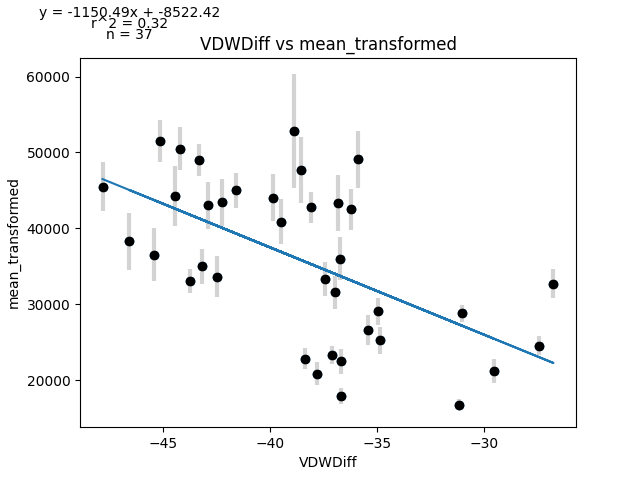 y = -1150.49x + -8522.42
r^2 = 0.32
n = 37
VDWDiff vs mean_transformed
60000
50000
40000
30000
20000
mean_transformed
−45
−40
−35
−30
VDWDiff